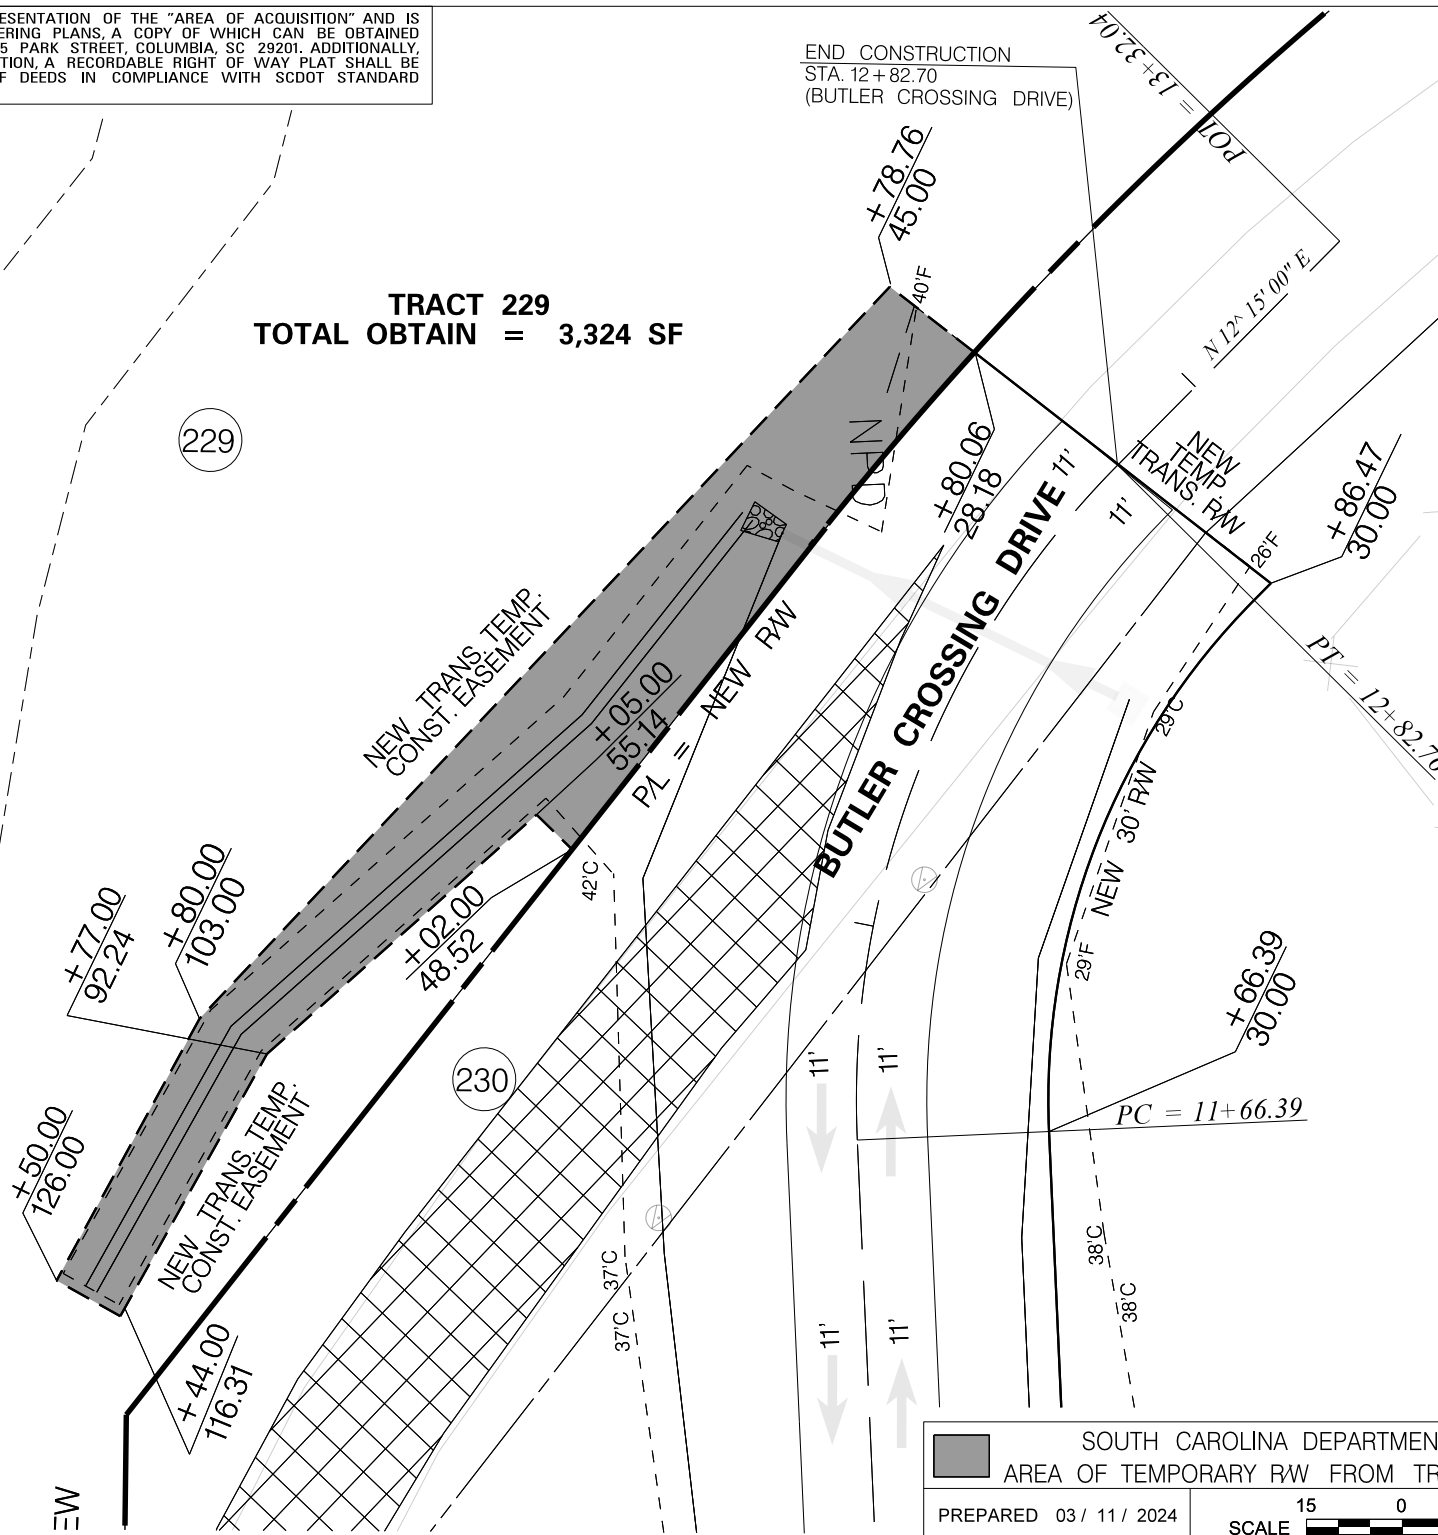 ESENTATION OF THE "AREA OF ACQUISITION" AND IS
ERING PLANS, A COPY OF WHICH CAN BE OBTAINED
5 PARK STREET, COLUMBIA, SC 29201. ADDITIONALLY,
TION, A RECORDABLE RIGHT OF WAY PLAT SHALL BE
F DEEDS IN COMPLIANCE WITH SCDOT STANDARD
END CONSTRUCTION
STA. 12+82.70
(BUTLER CROSSING DRIVE)
POT = 13+32.04
+78.76
45.00
40'F
N 12^ 15' 00" E
TRACT 229
TOTAL OBTAIN = 3,324 SF
229
NPD
+80.06
28.18
11'
11'
NEW
TEMP.
TRANS. R/W
+86.47
30.00
26'F
BUTLER CROSSING DRIVE
NEW TRANS. TEMP.
CONST. EASEMENT
+05.00
55.14
P/L = NEW R/W
PT = 12+82.70
29'C
NEW 30' R/W
+77.00
92.24
+80.00
103.00
42'C
+02.00
48.52
29'F
+66.39
30.00
230
11'
11'
PC = 11+66.39
+50.00
126.00
NEW TRANS. TEMP.
CONST. EASEMENT
38'C
38'C
37'C
37'C
11'
11'
+44.00
116.31
EW
SOUTH CAROLINA DEPARTMEN
AREA OF TEMPORARY R/W FROM TR
PREPARED 03 / 11 / 2024
SCALE
15 0